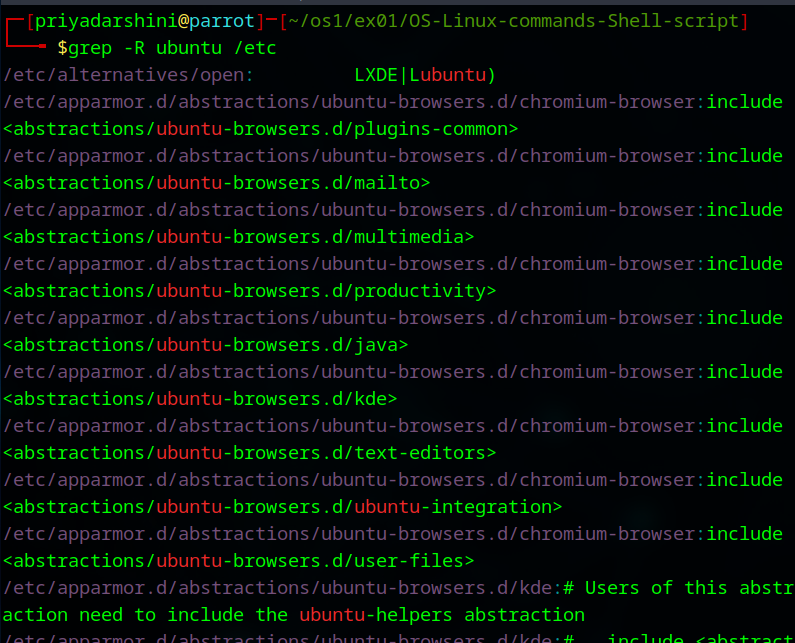 [priyadarshini@parrot]─[~/os1/ex01/OS-Linux-commands-Shell-script]
$grep -R ubuntu /etc
/etc/alternatives/open:         LXDE|Lubuntu)
/etc/apparmor.d/abstractions/ubuntu-browsers.d/chromium-browser:include
<abstractions/ubuntu-browsers.d/plugins-common>
/etc/apparmor.d/abstractions/ubuntu-browsers.d/chromium-browser:include
<abstractions/ubuntu-browsers.d/mailto>
/etc/apparmor.d/abstractions/ubuntu-browsers.d/chromium-browser:include
<abstractions/ubuntu-browsers.d/multimedia>
/etc/apparmor.d/abstractions/ubuntu-browsers.d/chromium-browser:include
<abstractions/ubuntu-browsers.d/productivity>
/etc/apparmor.d/abstractions/ubuntu-browsers.d/chromium-browser:include
<abstractions/ubuntu-browsers.d/java>
/etc/apparmor.d/abstractions/ubuntu-browsers.d/chromium-browser:include
<abstractions/ubuntu-browsers.d/kde>
/etc/apparmor.d/abstractions/ubuntu-browsers.d/chromium-browser:include
<abstractions/ubuntu-browsers.d/text-editors>
/etc/apparmor.d/abstractions/ubuntu-browsers.d/chromium-browser:include
<abstractions/ubuntu-browsers.d/ubuntu-integration>
/etc/apparmor.d/abstractions/ubuntu-browsers.d/chromium-browser:include
<abstractions/ubuntu-browsers.d/user-files>
/etc/apparmor.d/abstractions/ubuntu-browsers.d/kde:# Users of this abstr
action need to include the ubuntu-helpers abstraction
/etc/apparmor.d/abstractions/ubuntu-browsers.d/kde:#   include <abstract